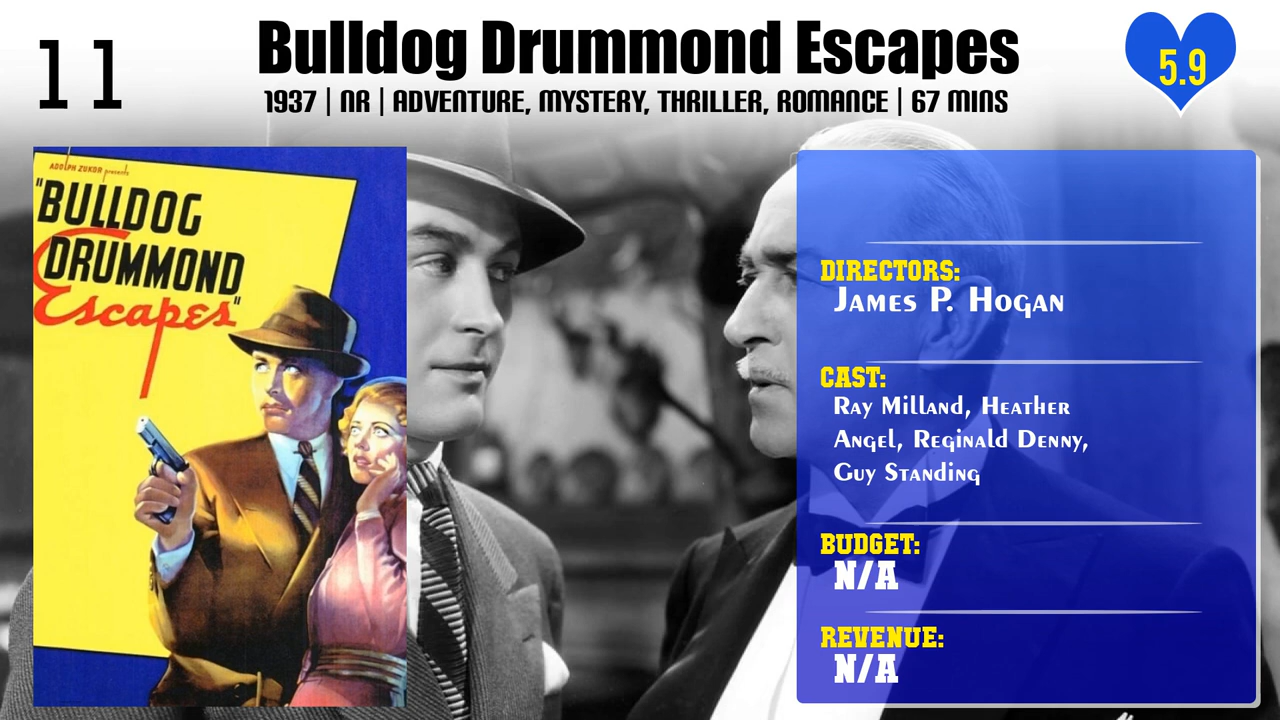 11
Bulldog Drummond Escapes
5.9
1937 | NR | ADVENTURE, MYSTERY, THRILLER, ROMANCE | 67 MINS
ADOLPH ZUKOR presents
"BULLDOG
DRUMMOND
Escapes"
DIRECTORS:
James P. Hogan
CAST:
Ray Milland, Heather
Angel, Reginald Denny,
Guy Standing
BUDGET:
N/A
REVENUE:
N/A